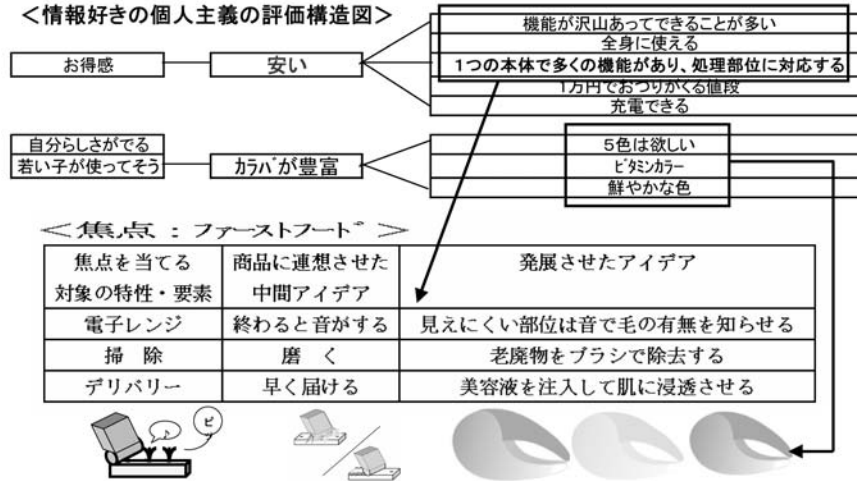 ＜情報好きの個人主義の評価構造図＞
機能が沢山あってできることが多い
全身に使える
お得感 安い 1つの本体で多くの機能があり、処理部位に対応する
1万円でおつりがくる値段
充電できる
自分らしさがでる 5色は欲しい
若い子が使ってそう カラバが豊富 ビタミンカラー
鮮やかな色
＜焦点：ファーストフード＞
焦点を当てる 商品に連想させた 発展させたアイデア
対象の特性・要素 中間アイデア
電子レンジ 終わると音がする 見えにくい部位は音で毛の有無を知らせる
掃除 磨く 老廃物をブラシで除去する
デリバリー 早く届ける 美容液を注入して肌に浸透させる
ピ